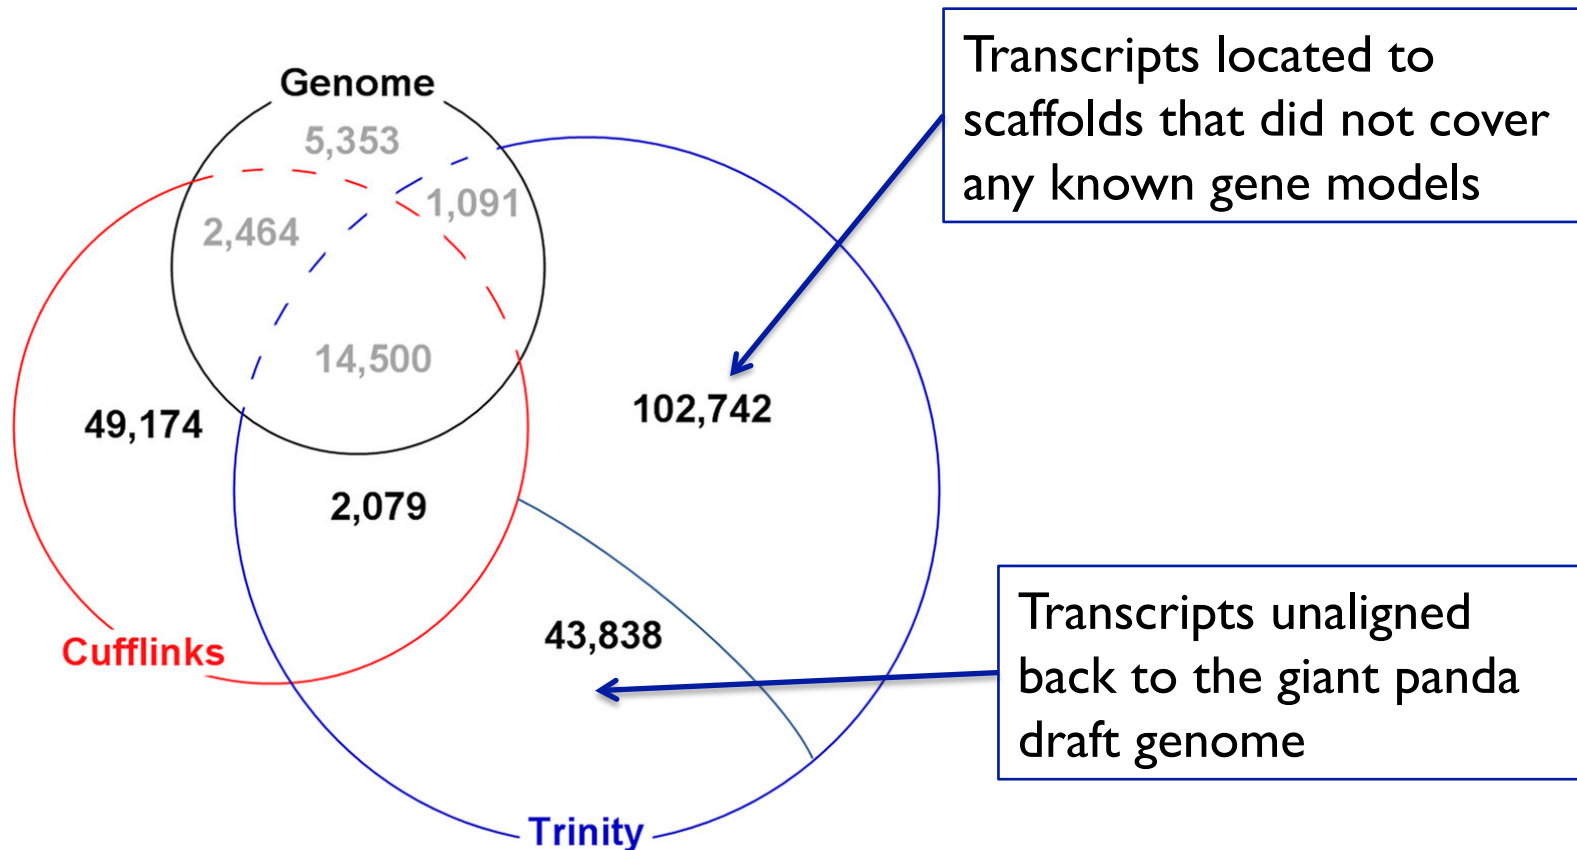 Genome
5,353
1,091
2,464
14,500
49,174
102,742
2,079
43,838
Cufflinks
Trinity
Transcripts located to
scaffolds that did not cover
any known gene models
Transcripts unaligned
back to the giant panda
draft genome